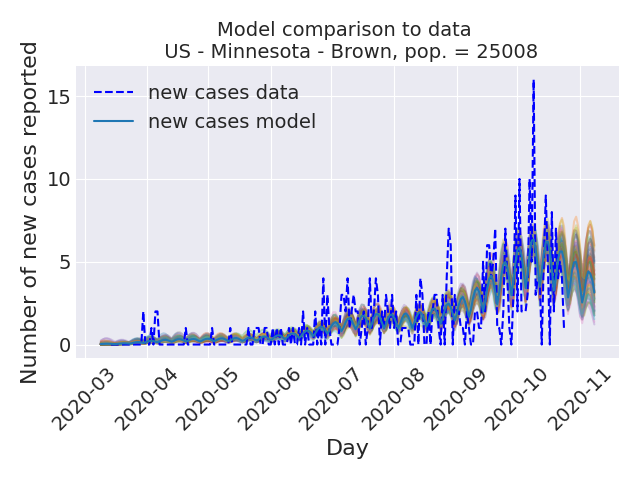 Model comparison to data
US - Minnesota - Brown, pop. = 25008
Number of new cases reported
15
10
5
0
new cases data
new cases model
2020-03
2020-04
2020-05
2020-06
2020-07
2020-08
2020-09
2020-10
2020-11
Day